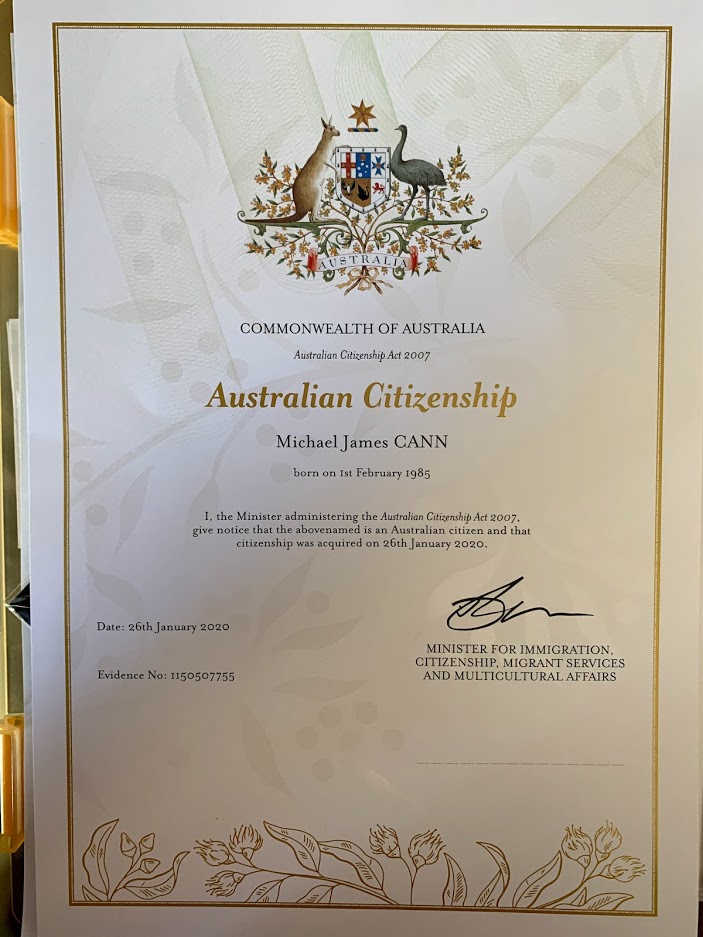 AUSTRALIA
COMMONWEALTH OF AUSTRALIA
Australian Citizenship Act 2007
Australian Citizenship
Michael James CANN
born on 1st February 1985
I, the Minister administering the Australian Citizenship Act 2007,
give notice that the abovenamed is an Australian citizen and that
citizenship was acquired on 26th January 2020.
Date: 26th January 2020
Evidence No: 1150507755
MINISTER FOR IMMIGRATION,
CITIZENSHIP, MIGRANT SERVICES
AND MULTICULTURAL AFFAIRS